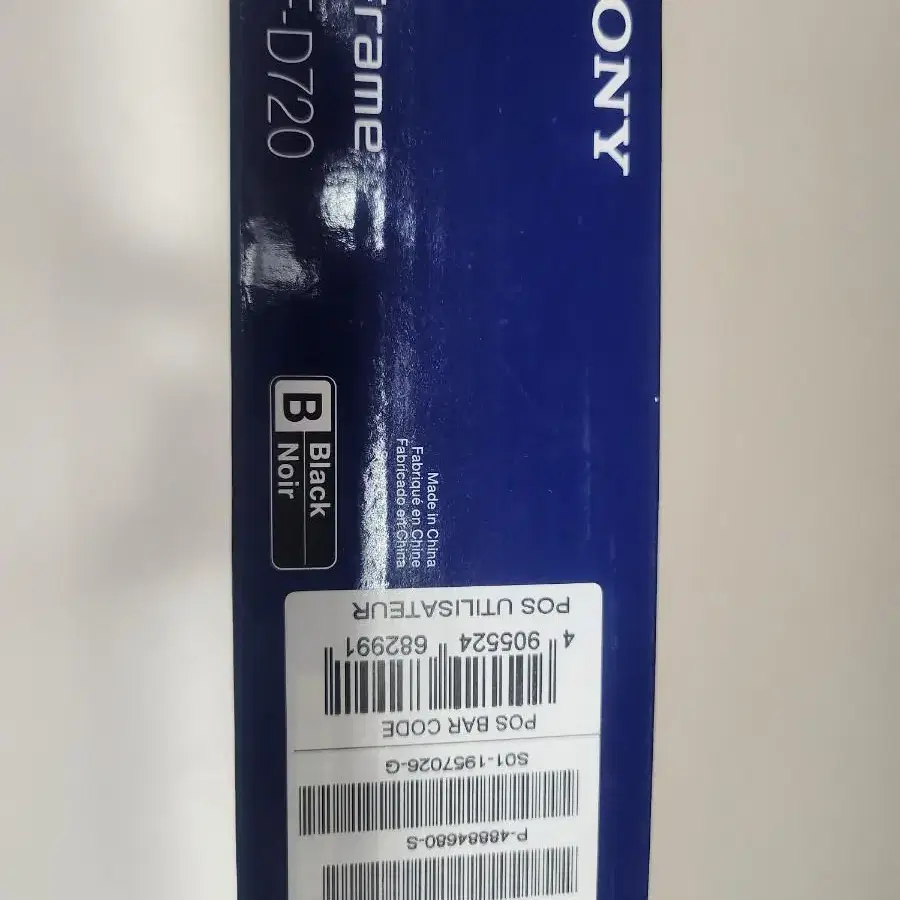 SONY
Frame
F-D720
B Black
Noir
Made in China
Fabriqué en Chine
Fabricado en China
POS UTILISATEUR
4 905524 682991
POS BAR CODE
S01-1957026-G
P-48884680-S